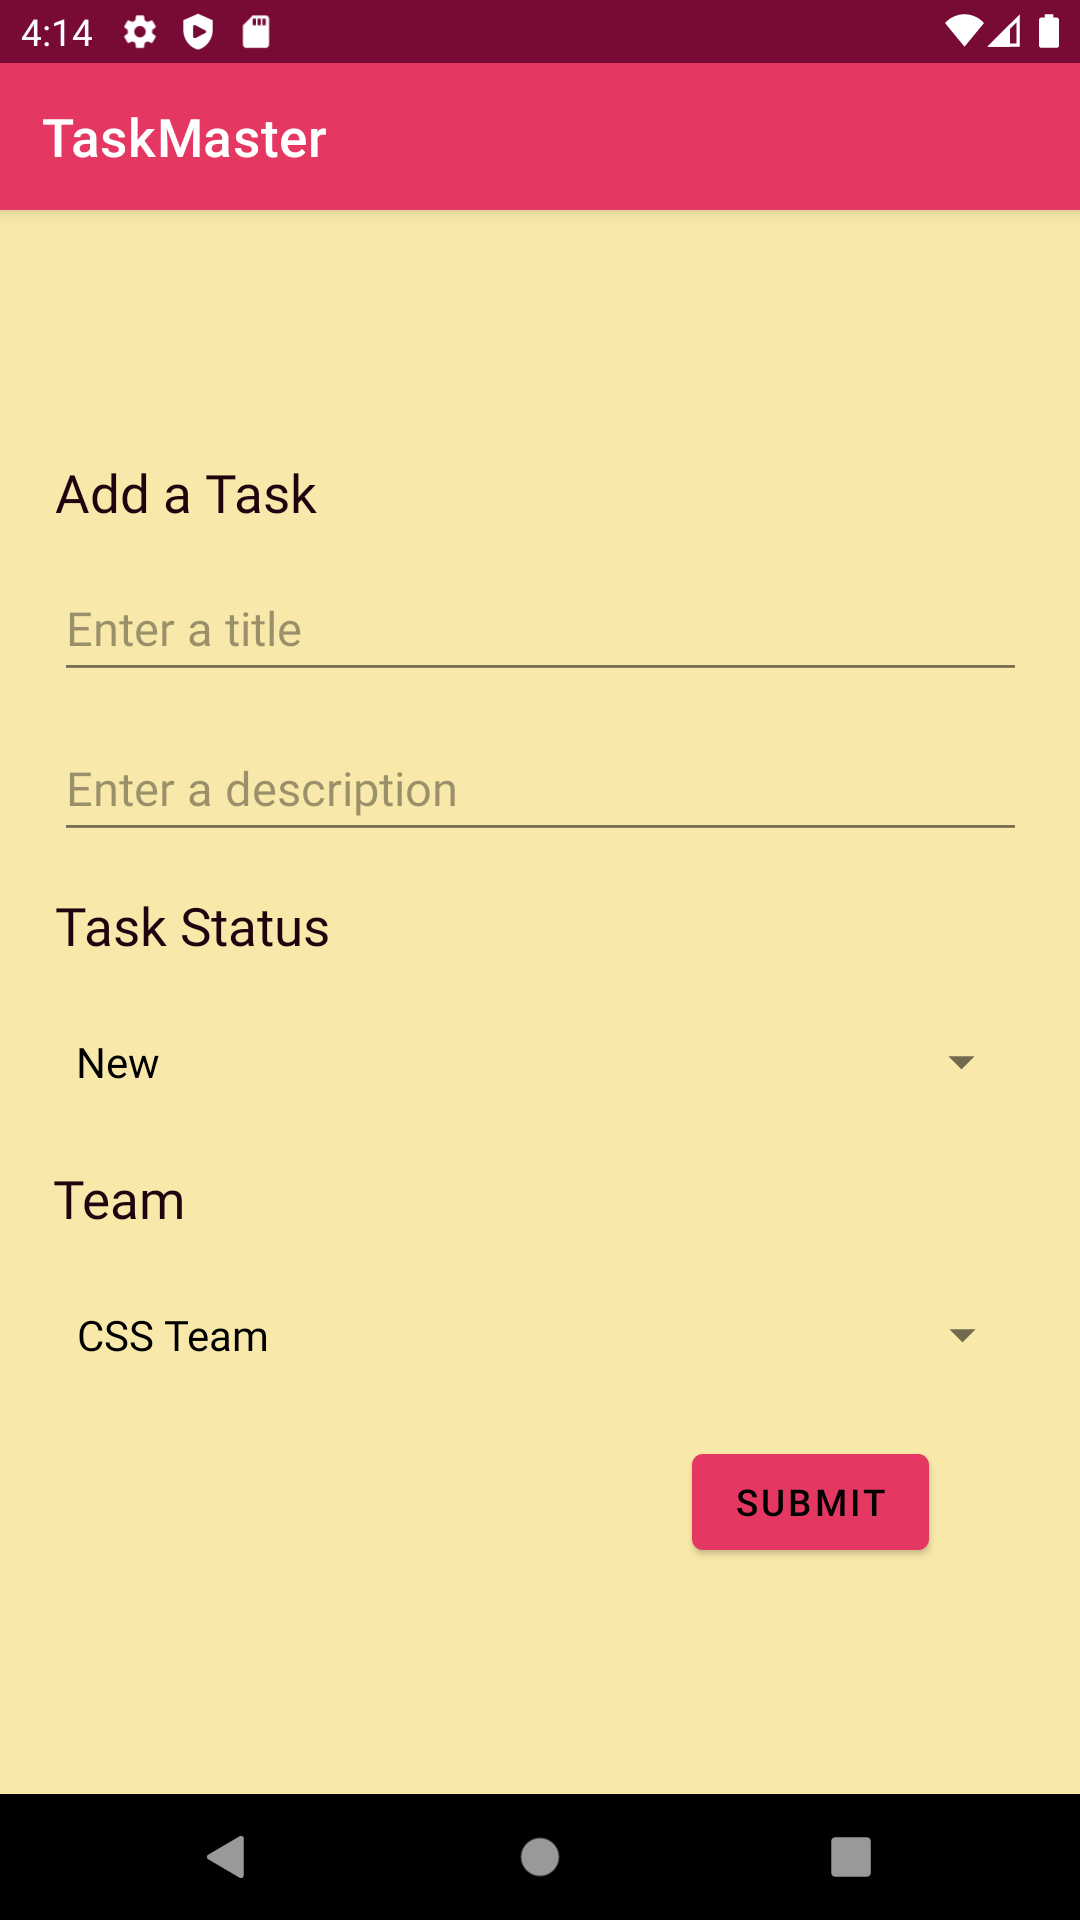 4:14
TaskMaster
Add a Task
Enter a title
Enter a description
Task Status
New
Team
CSS Team
SUBMIT